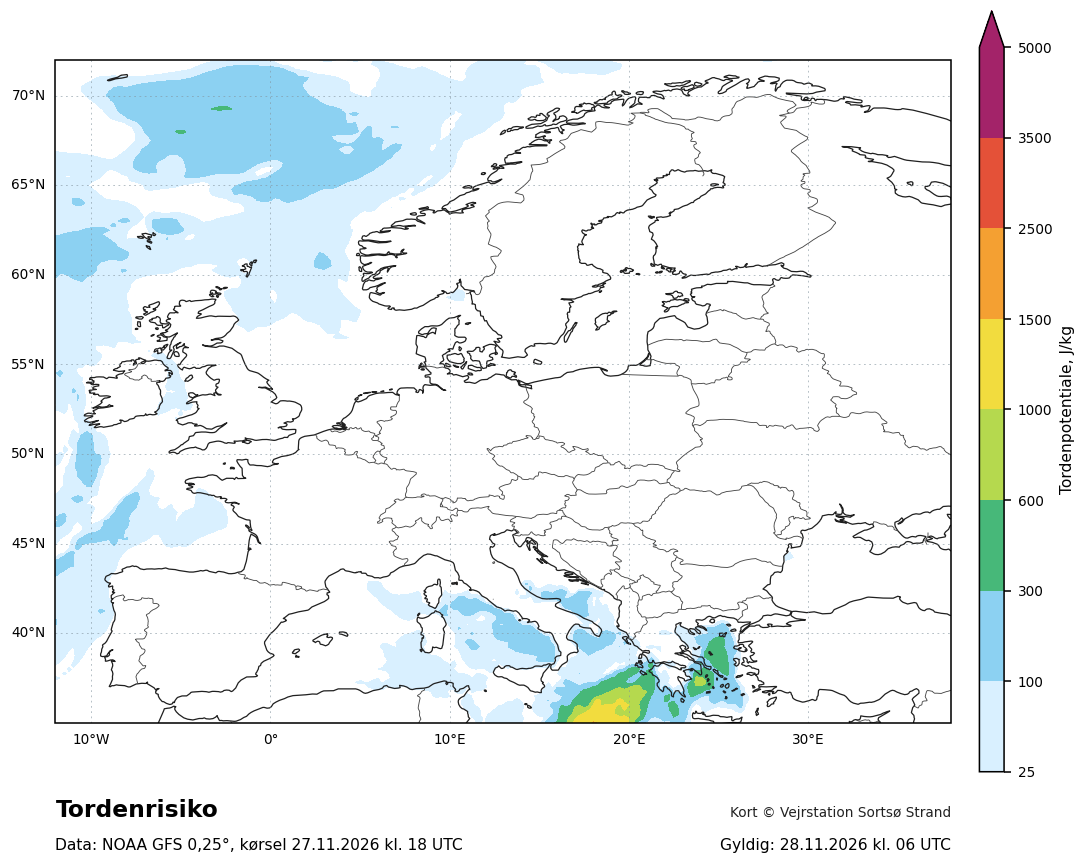 5000
3500
2500
1500
1000
600
300
100
25
Tordenpotentiale, J/kg
70°N
65°N
60°N
55°N
50°N
45°N
40°N
10°W
0°
10°E
20°E
30°E
Tordenrisiko
Kort © Vejrstation Sortsø Strand
Data: NOAA GFS 0,25°, kørsel 27.11.2026 kl. 18 UTC
Gyldig: 28.11.2026 kl. 06 UTC